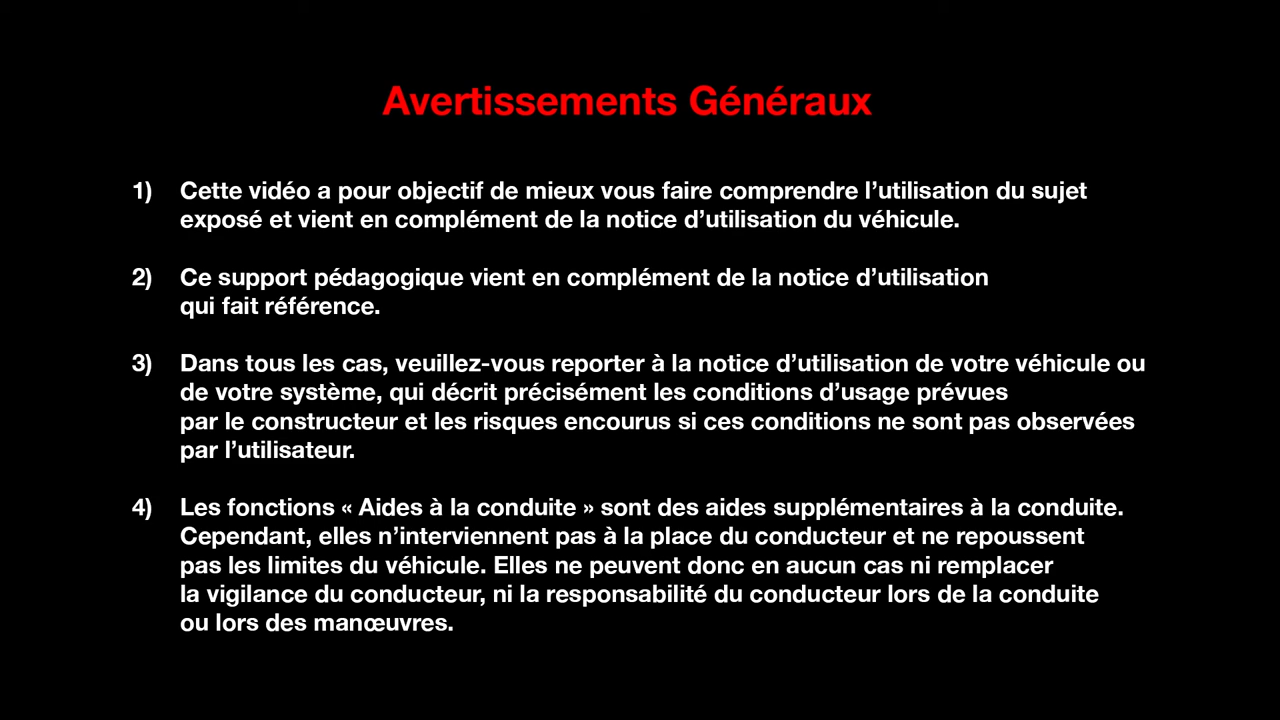 Avertissements Généraux
1) Cette vidéo a pour objectif de mieux vous faire comprendre l’utilisation du sujet
exposé et vient en complément de la notice d’utilisation du véhicule.
2) Ce support pédagogique vient en complément de la notice d’utilisation
qui fait référence.
3) Dans tous les cas, veuillez-vous reporter à la notice d’utilisation de votre véhicule ou
de votre système, qui décrit précisément les conditions d’usage prévues
par le constructeur et les risques encourus si ces conditions ne sont pas observées
par l’utilisateur.
4) Les fonctions « Aides à la conduite » sont des aides supplémentaires à la conduite.
Cependant, elles n’interviennent pas à la place du conducteur et ne repoussent
pas les limites du véhicule. Elles ne peuvent donc en aucun cas ni remplacer
la vigilance du conducteur, ni la responsabilité du conducteur lors de la conduite
ou lors des manœuvres.